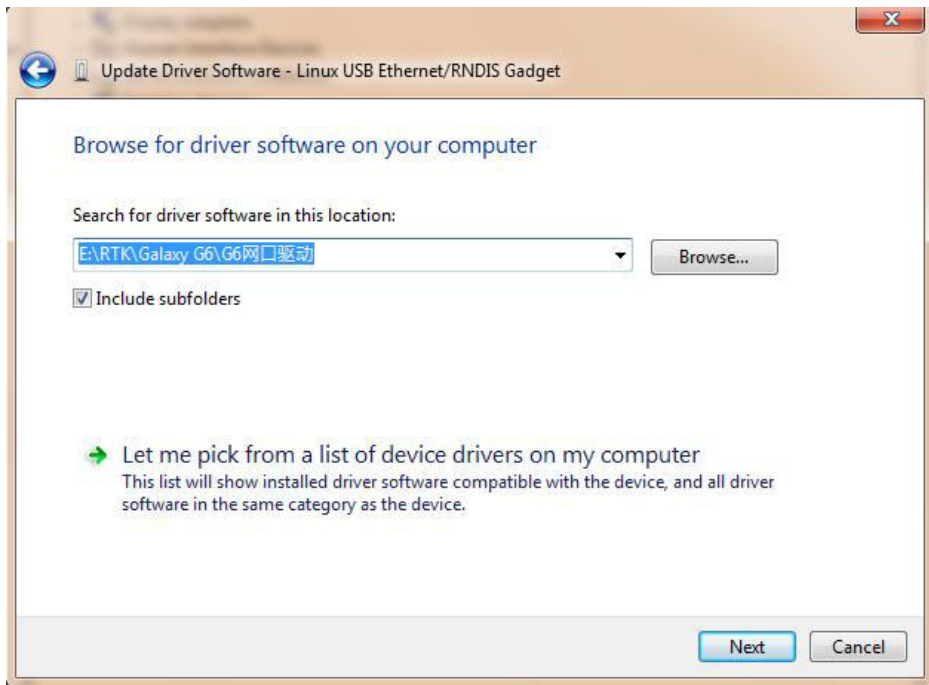 Update Driver Software - Linux USB Ethernet/RNDIS Gadget
Browse for driver software on your computer
Search for driver software in this location:
E:\RTK\Galaxy G6\G6网口驱动
Browse...
Include subfolders
Let me pick from a list of device drivers on my computer
This list will show installed driver software compatible with the device, and all driver
software in the same category as the device.
Next
Cancel